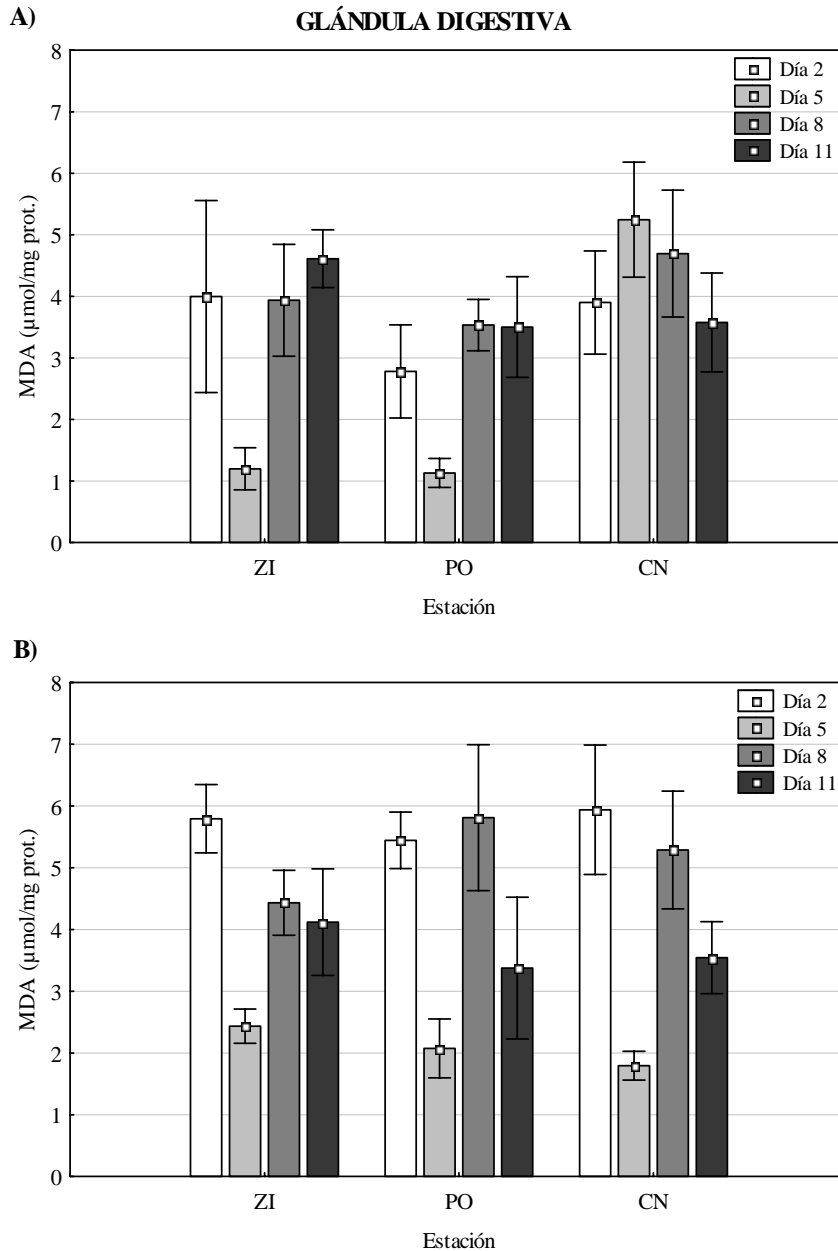 A)
GLÁNDULA DIGESTIVA
8
7
6
5
4
3
2
1
0
MDA (µmol/mg prot.)
Día 2
Día 5
Día 8
Día 11
ZI PO CN
Estación
B)
8
7
6
5
4
3
2
1
0
MDA (µmol/mg prot.)
Día 2
Día 5
Día 8
Día 11
ZI PO CN
Estación